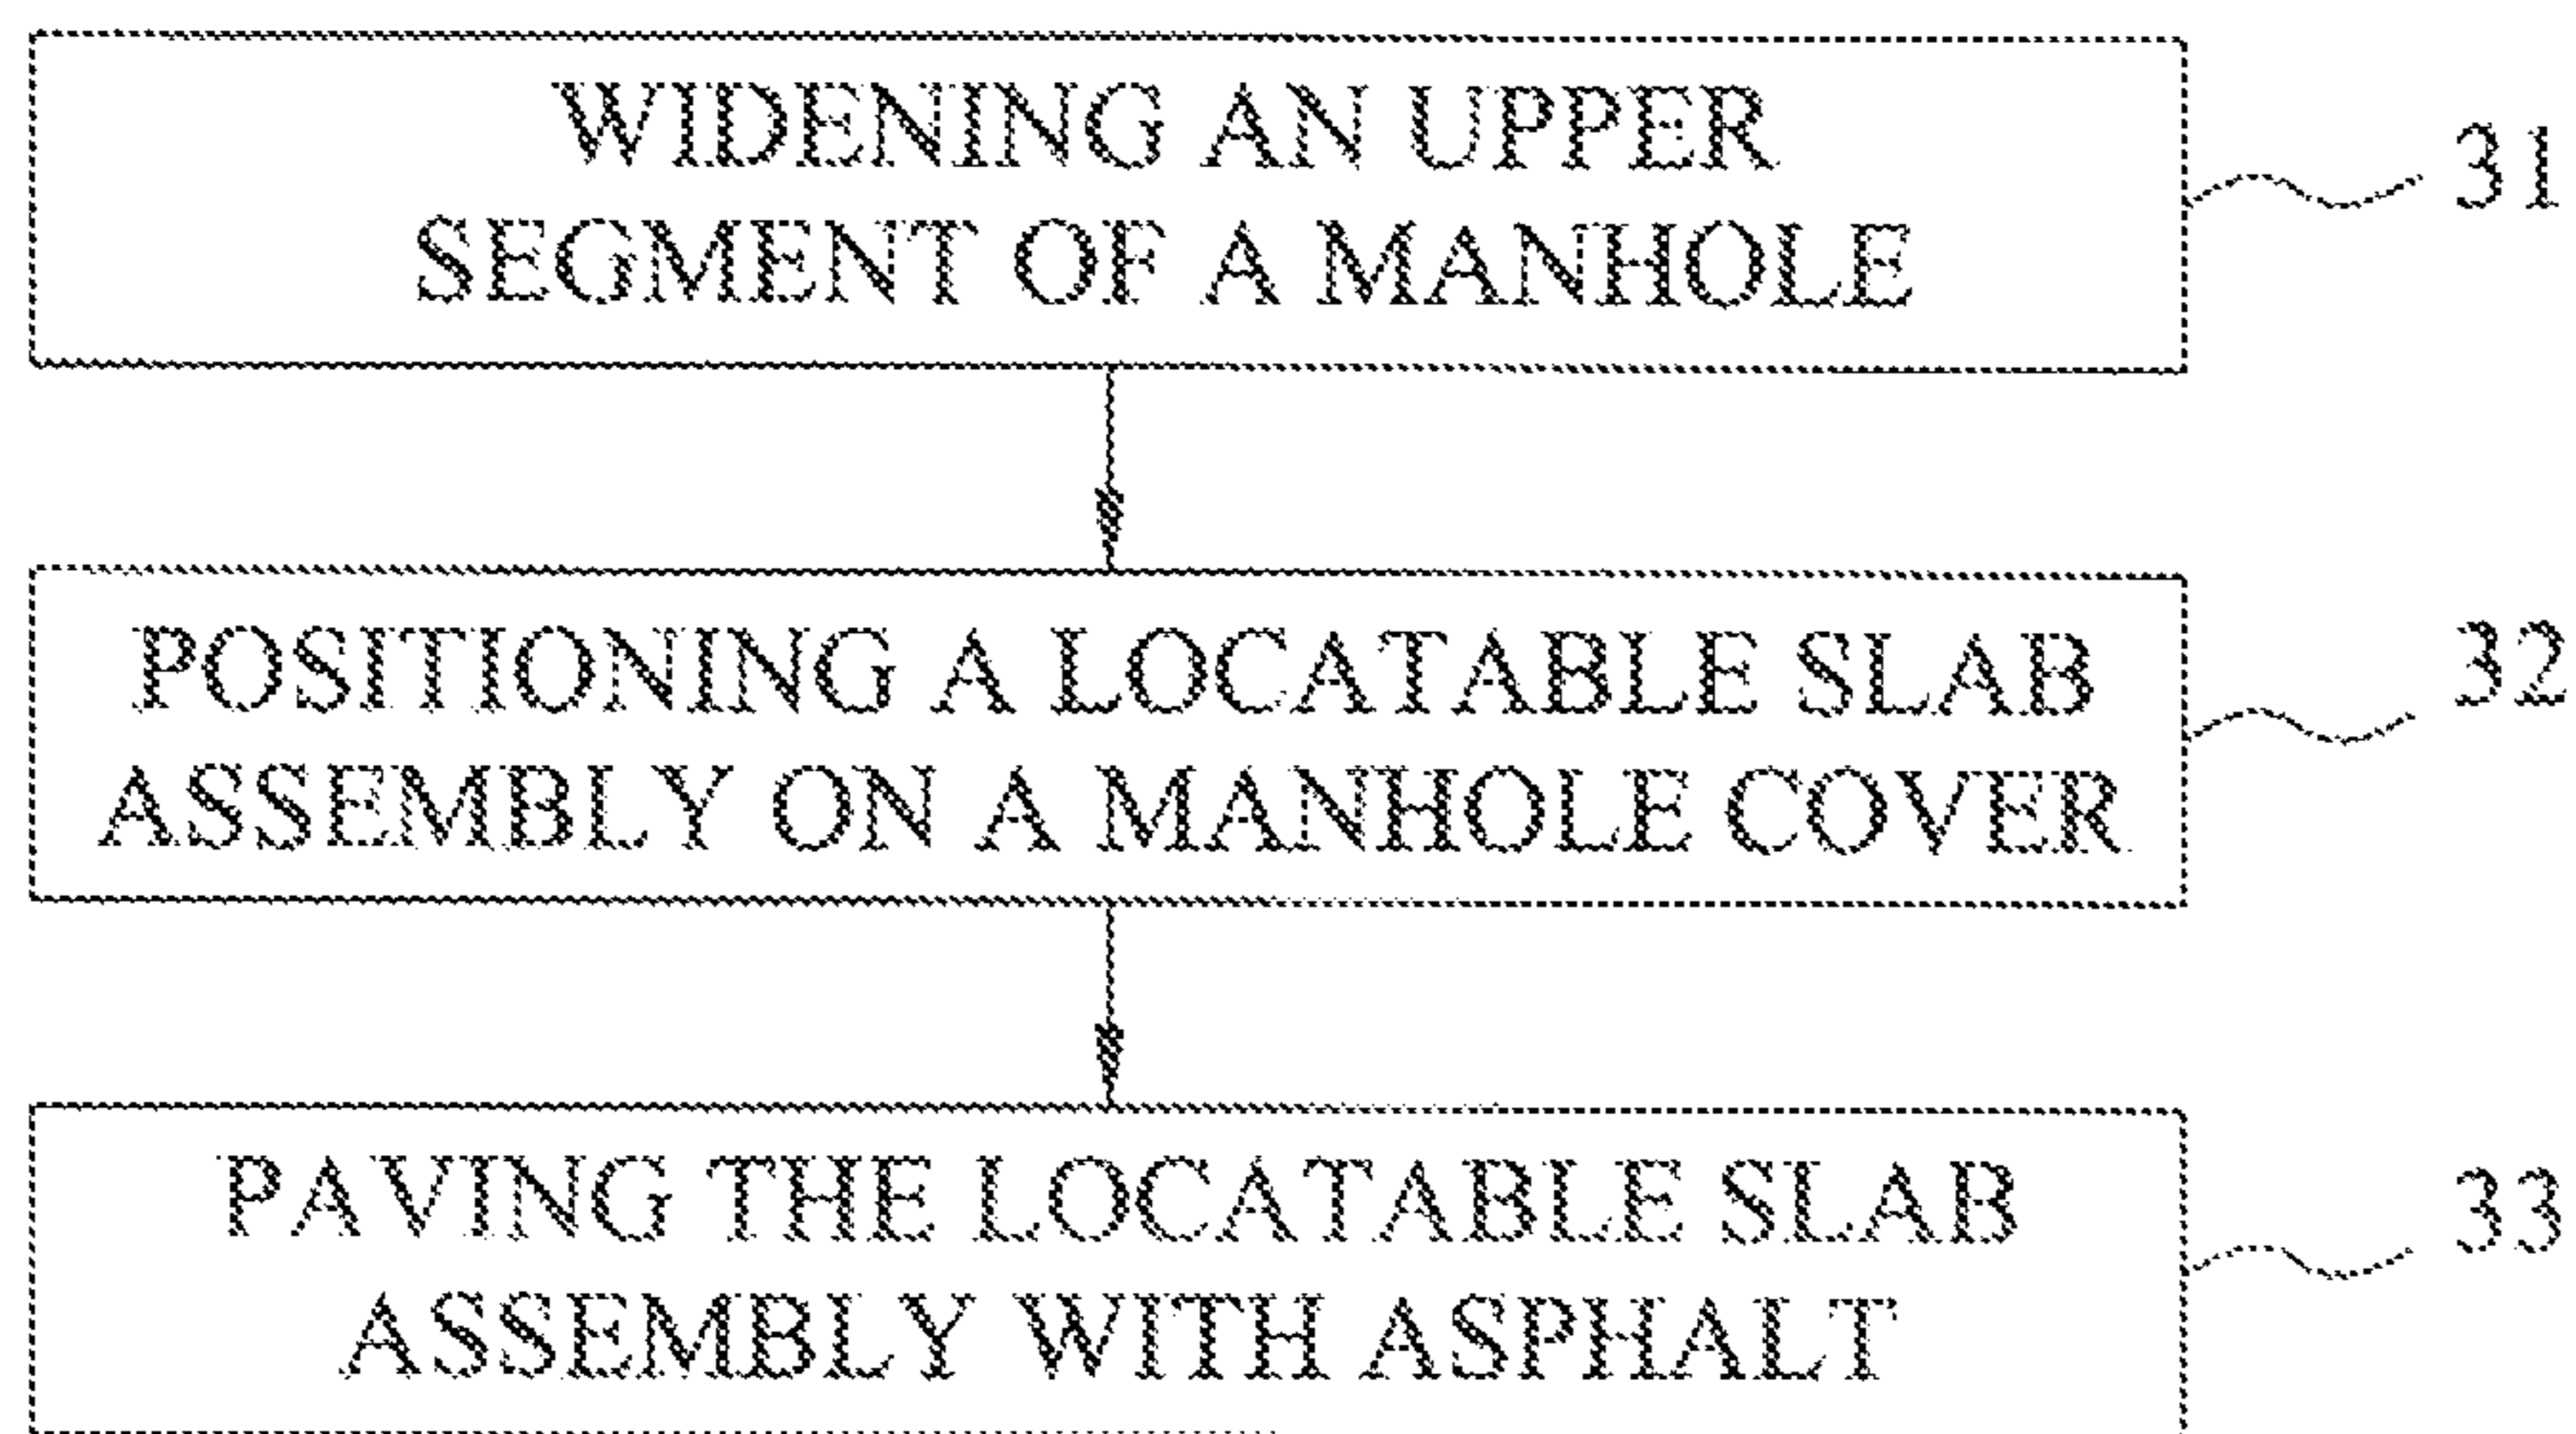 WIDENING AN UPPER
SEGMENT OF A MANHOLE
31
POSITIONING A LOCATABLE SLAB
ASSEMBLY ON A MANHOLE COVER
32
PAVING THE LOCATABLE SLAB
ASSEMBLY WITH ASPHALT
33